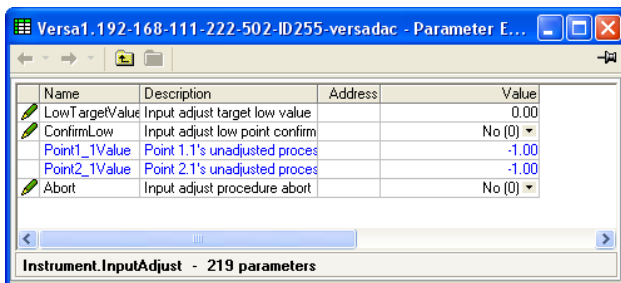 Versa1.192-168-111-222-502-ID255-versadac - Parameter E...
Name Description Address Value
LowTargetValue Input adjust target low value 0.00
ConfirmLow Input adjust low point confirm No (0)
Point1_1Value Point 1.1's unadjusted proces -1.00
Point2_1Value Point 2.1's unadjusted proces -1.00
Abort Input adjust procedure abort No (0)
Instrument.InputAdjust - 219 parameters